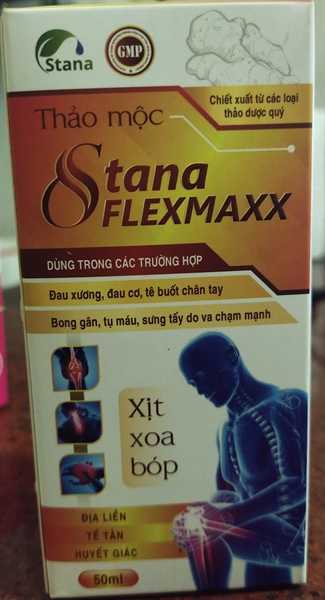 Stana
GMP
Chiết xuất từ các loại
thảo dược quý
Thảo mộc
Stana
FLEXMAXX
DÙNG TRONG CÁC TRƯỜNG HỢP
Đau xương, đau cơ, tê buốt chân tay
Bong gân, tụ máu, sưng tấy do va chạm mạnh
Xịt
xoa
bóp
ĐỊA LIỀN
TẾ TÂN
HUYẾT GIÁC
50ml